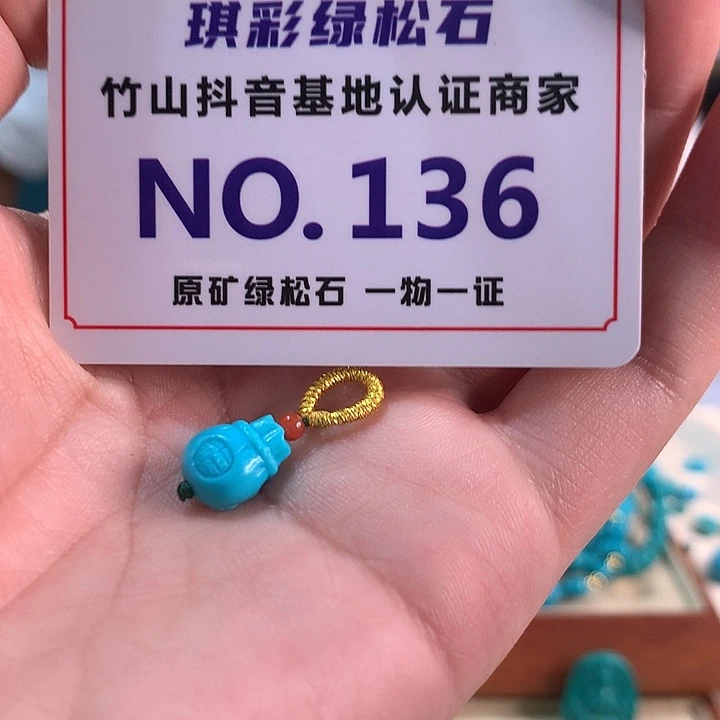 琪彩绿松石
竹山抖音基地认证商家
NO.136
原矿绿松石 一物一证